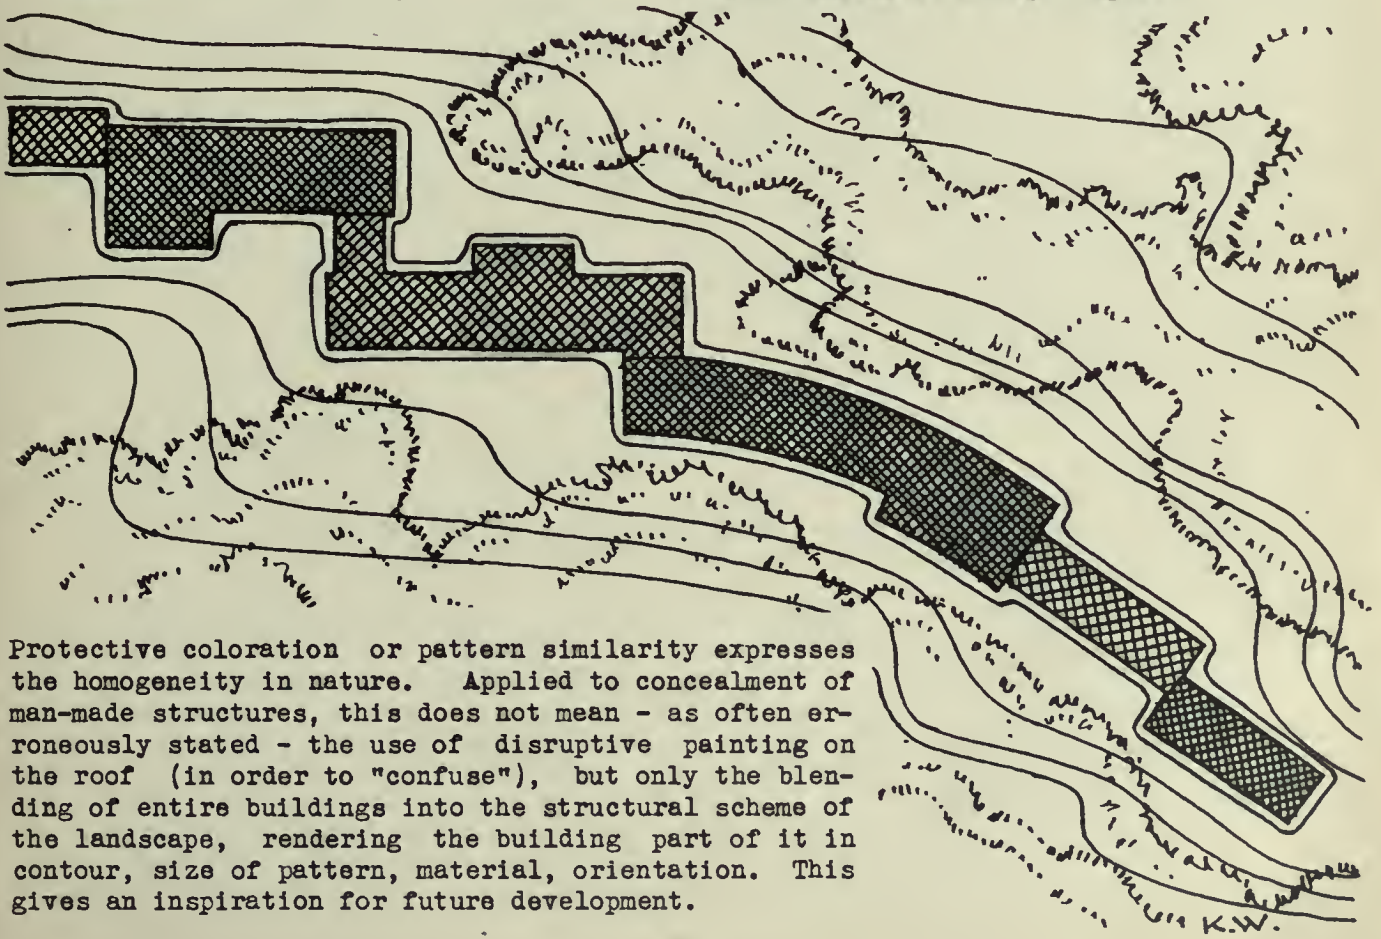 Protective coloration or pattern similarity expresses
the homogeneity in nature. Applied to concealment of
man-made structures, this does not mean - as often er-
roneously stated - the use of disruptive painting on
the roof (in order to "confuse"), but only the blen-
ding of entire buildings into the structural scheme of
the landscape, rendering the building part of it in
contour, size of pattern, material, orientation. This
gives an inspiration for future development.
K.W.